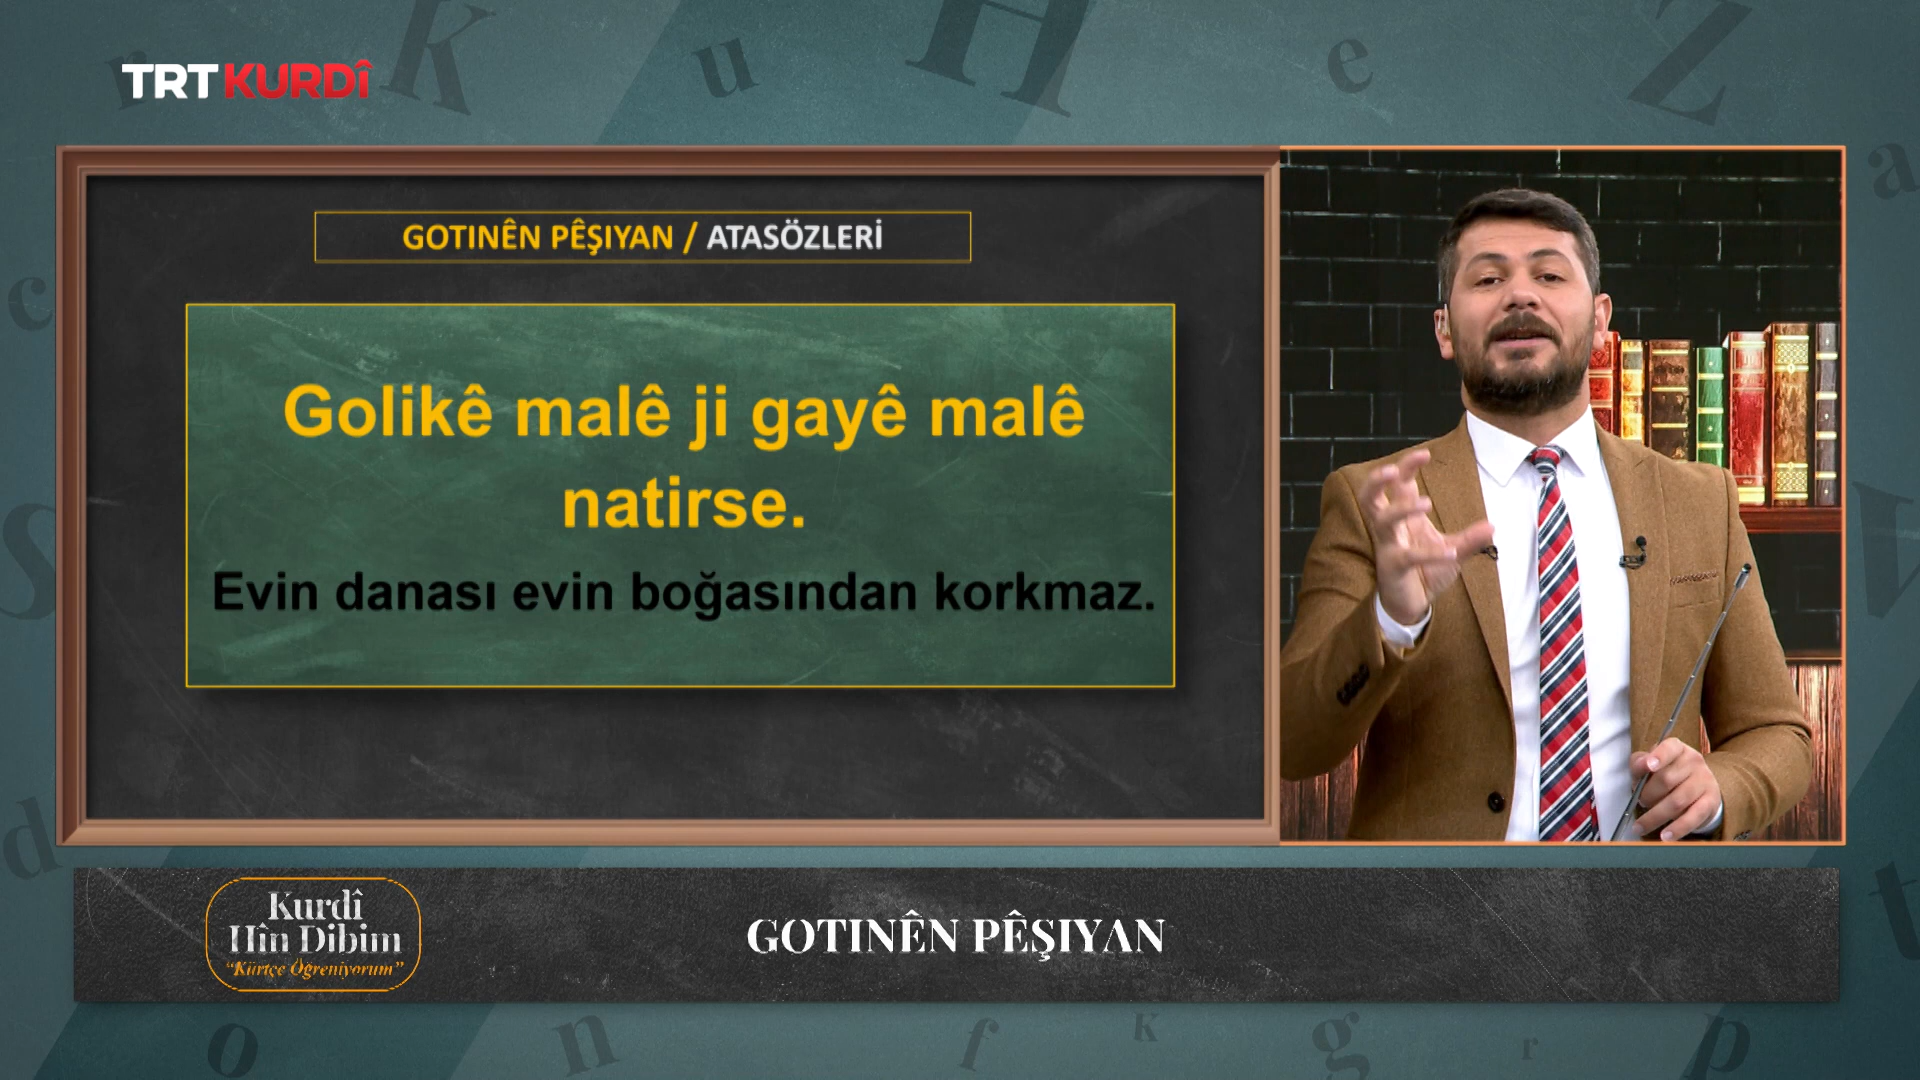 TRT KURDÎ
GOTINÊN PÊŞIYAN / ATASÖZLERİ
Golikê malê ji gayê malê
natirse.
Evin danası evin boğasından korkmaz.
Kurdî
Hîn Dibim
"Kürtçe Öğreniyorum"
GOTINÊN PÊŞIYAN